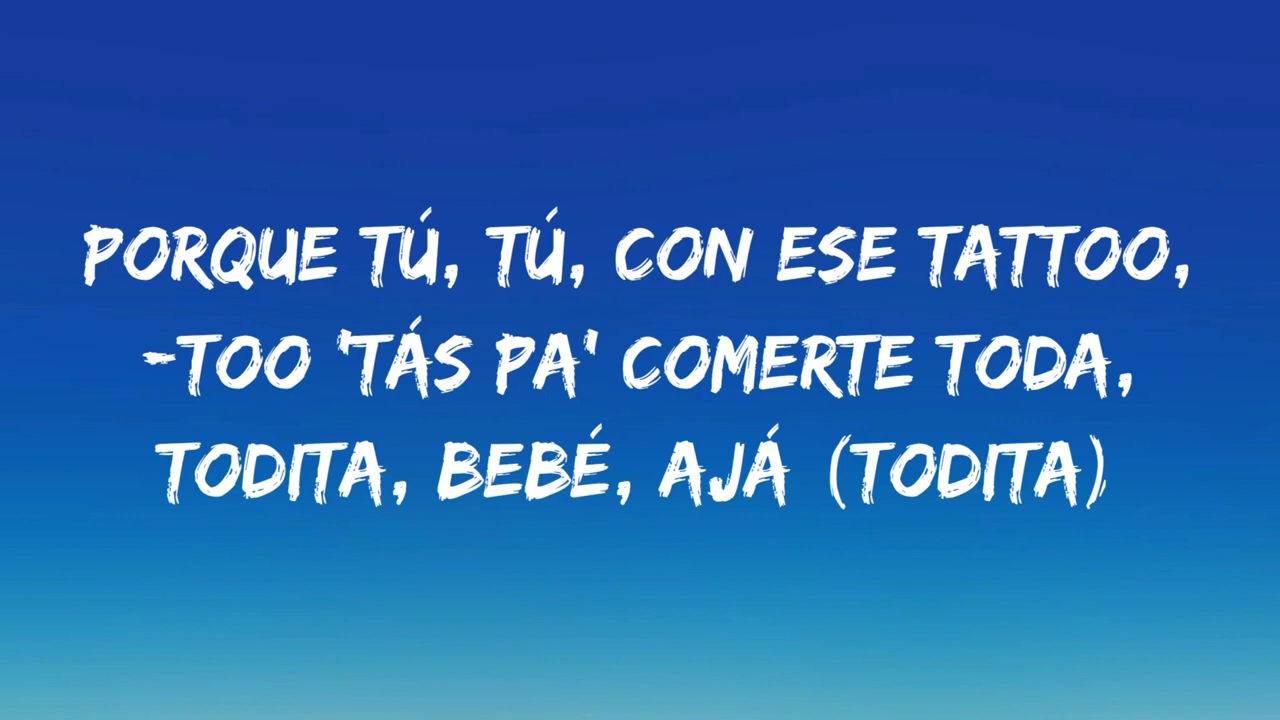 PORQUE TÚ, TÚ, CON ESE TATTOO,
-TOO 'TÁS PA' COMERTE TODA,
TODITA, BEBÉ, AJÁ (TODITA)